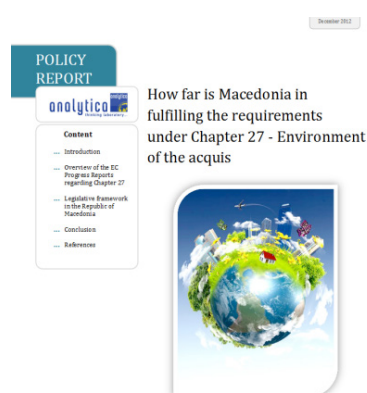 December 2012
POLICY
REPORT
analytica
thinking laboratory...
Content
... Introduction
... Overview of the EC
Progress Reports
regarding Chapter 27
... Legislative framework
in the Republic of
Macedonia
... Conclusion
... References
How far is Macedonia in
fulfilling the requirements
under Chapter 27 - Environment
of the acquis